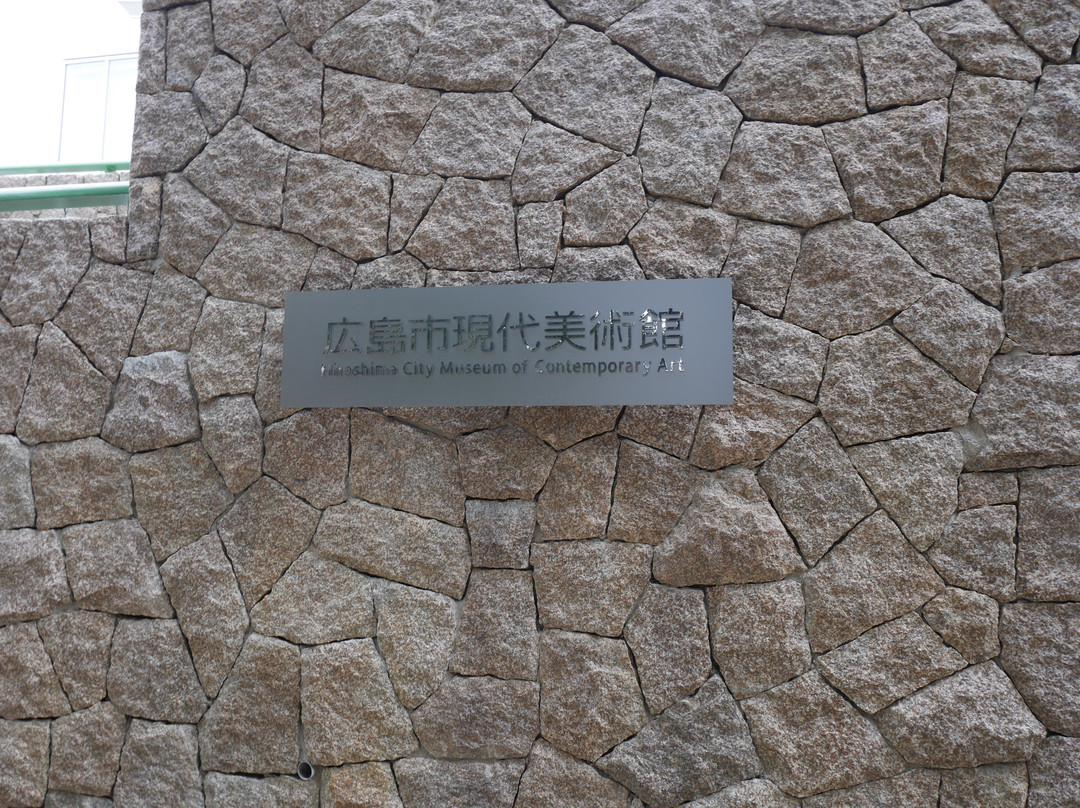 広島市現代美術館
Hiroshima City Museum of Contemporary Art